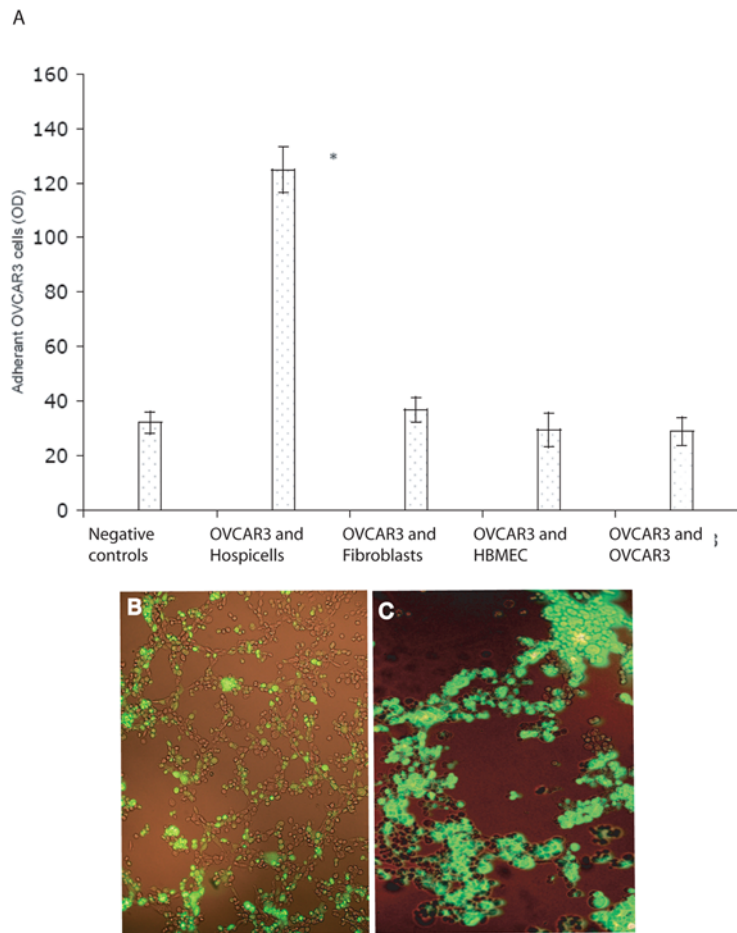 A
160
140
120
100
80
60
40
20
0
Adherant OVCAR3 cells (OD)
*
Negative
controls
OVCAR3 and
Hospicells
OVCAR3 and
Fibroblasts
OVCAR3 and
HBMEC
OVCAR3 and
OVCAR3
B
C